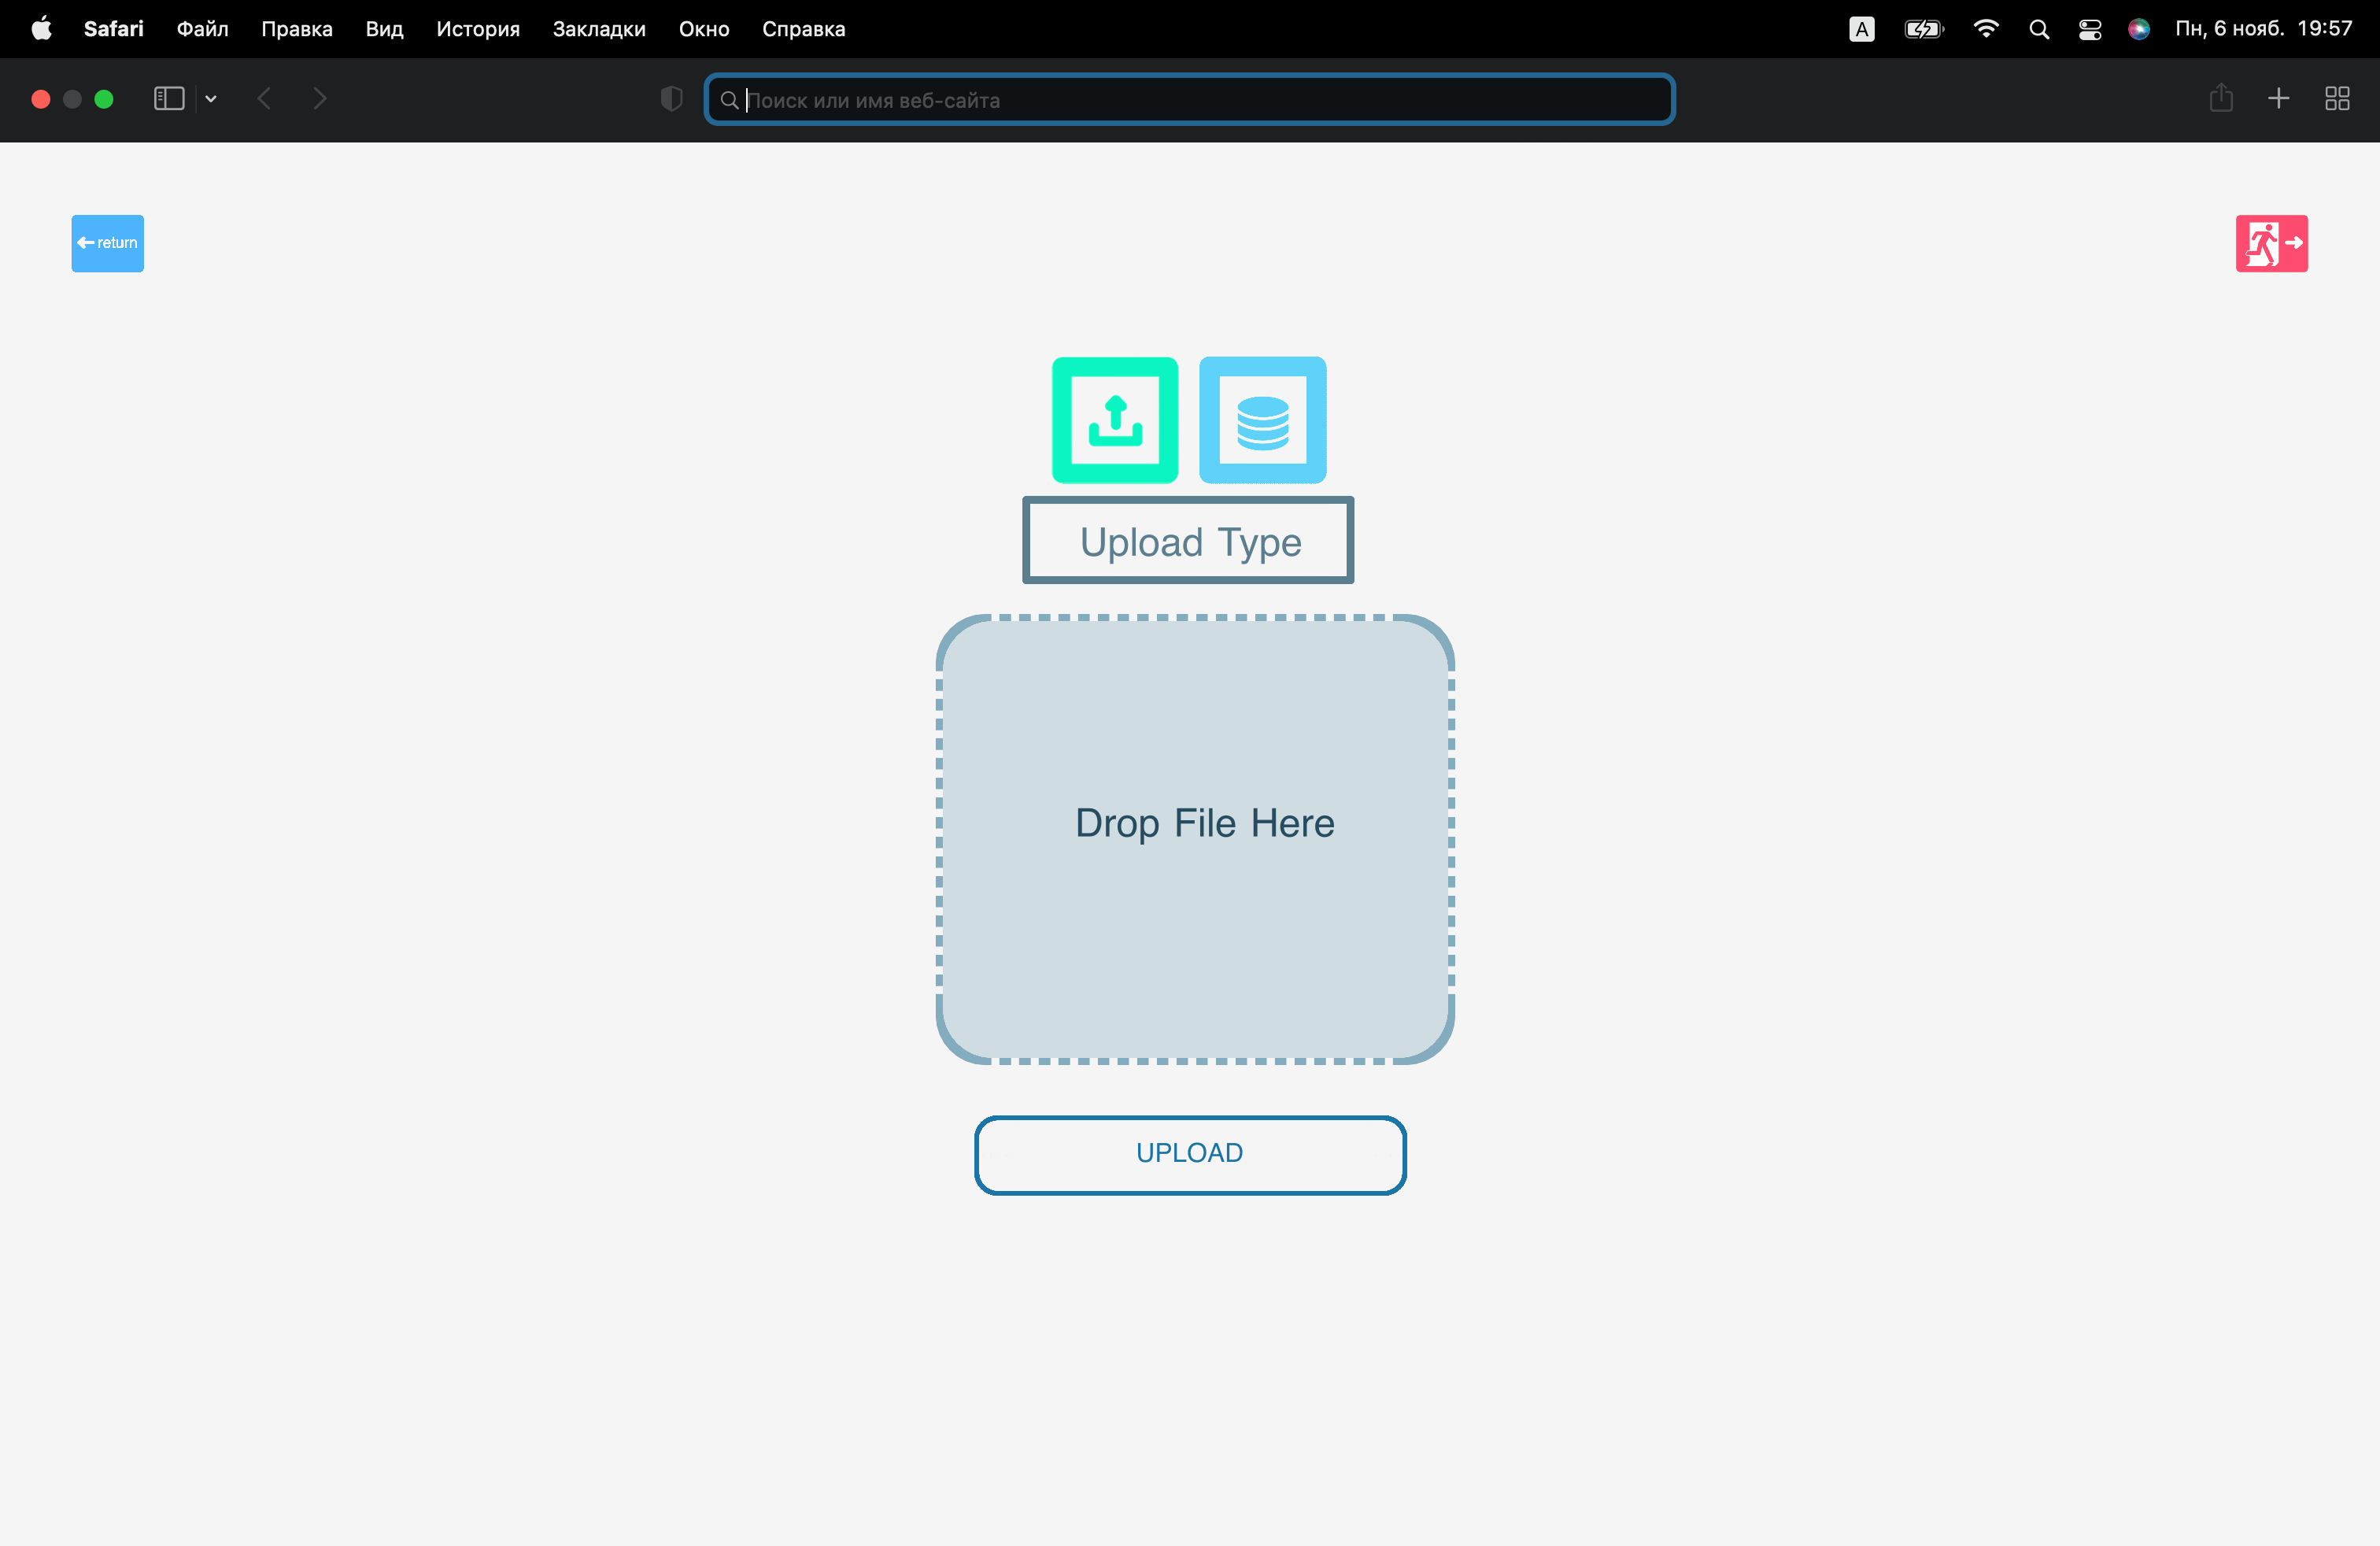 Safari Файл Правка Вид История Закладки Окно Справка A Пн, 6 нояб. 19:57
Поиск или имя веб-сайта
return
Upload Type
Drop File Here
UPLOAD